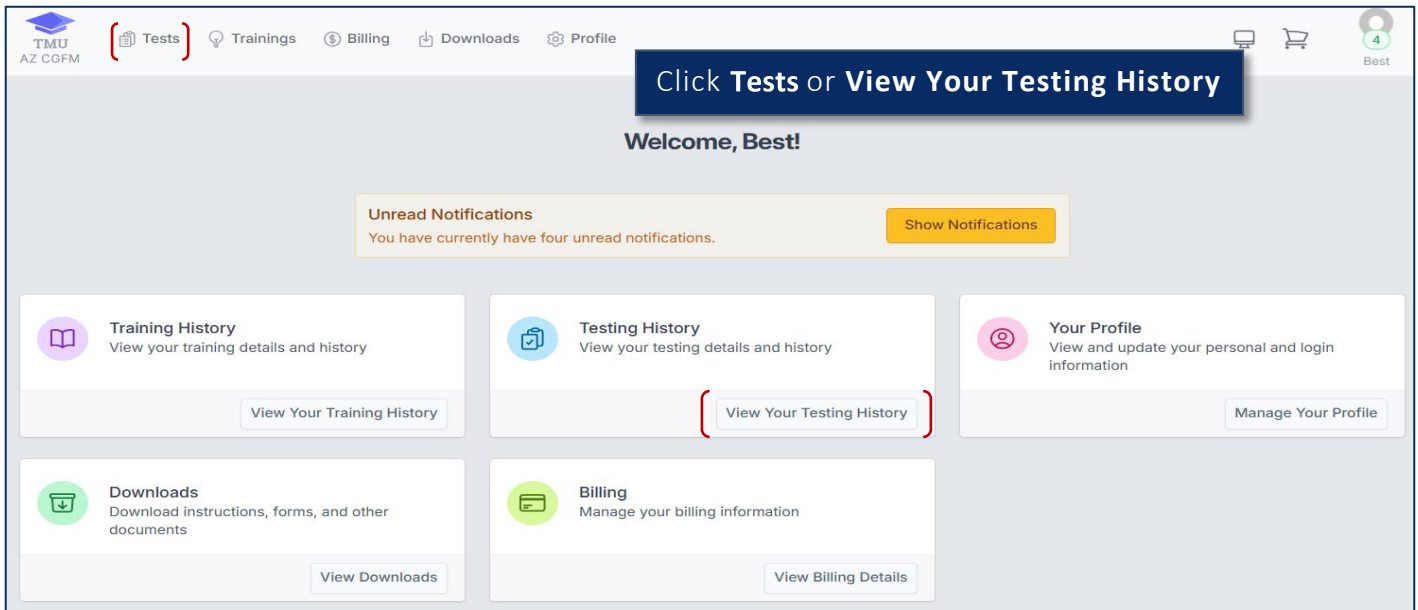 TMU
AZ CGFM
Tests
Trainings
Billing
Downloads
Profile
4
Best
Click Tests or View Your Testing History
Welcome, Best!
Unread Notifications
You have currently have four unread notifications.
Show Notifications
Training History
View your training details and history
View Your Training History
Testing History
View your testing details and history
View Your Testing History
Your Profile
View and update your personal and login
information
Manage Your Profile
Downloads
Download instructions, forms, and other
documents
View Downloads
Billing
Manage your billing information
View Billing Details